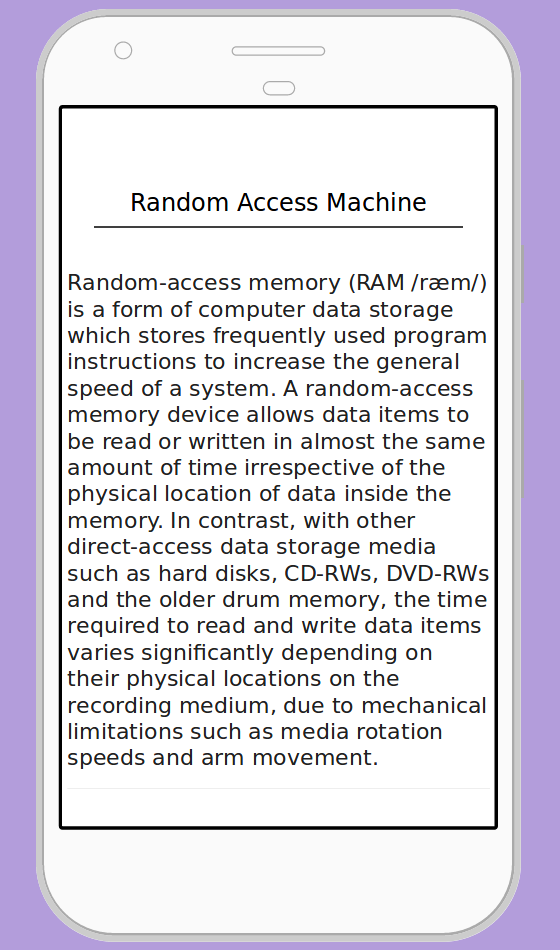 Random Access Machine
Random-access memory (RAM /ræm/)
is a form of computer data storage
which stores frequently used program
instructions to increase the general
speed of a system. A random-access
memory device allows data items to
be read or written in almost the same
amount of time irrespective of the
physical location of data inside the
memory. In contrast, with other
direct-access data storage media
such as hard disks, CD-RWs, DVD-RWs
and the older drum memory, the time
required to read and write data items
varies significantly depending on
their physical locations on the
recording medium, due to mechanical
limitations such as media rotation
speeds and arm movement.